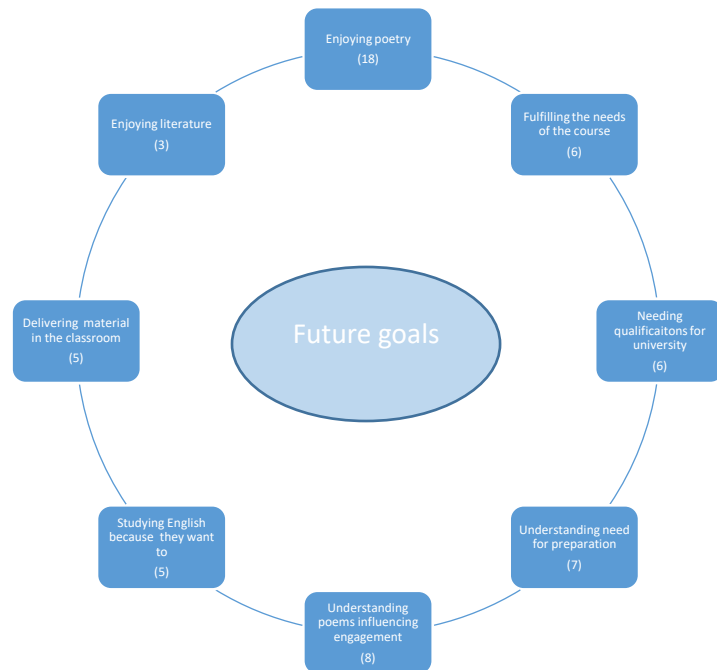 Enjoying poetry
(18)
Fulfilling the needs
of the course
(6)
Needing
qualificaitons for
university
(6)
Understanding need
for preparation
(7)
Understanding
poems influencing
engagement
(8)
Studying English
because they want
to
(5)
Delivering material
in the classroom
(5)
Enjoying literature
(3)
Future goals